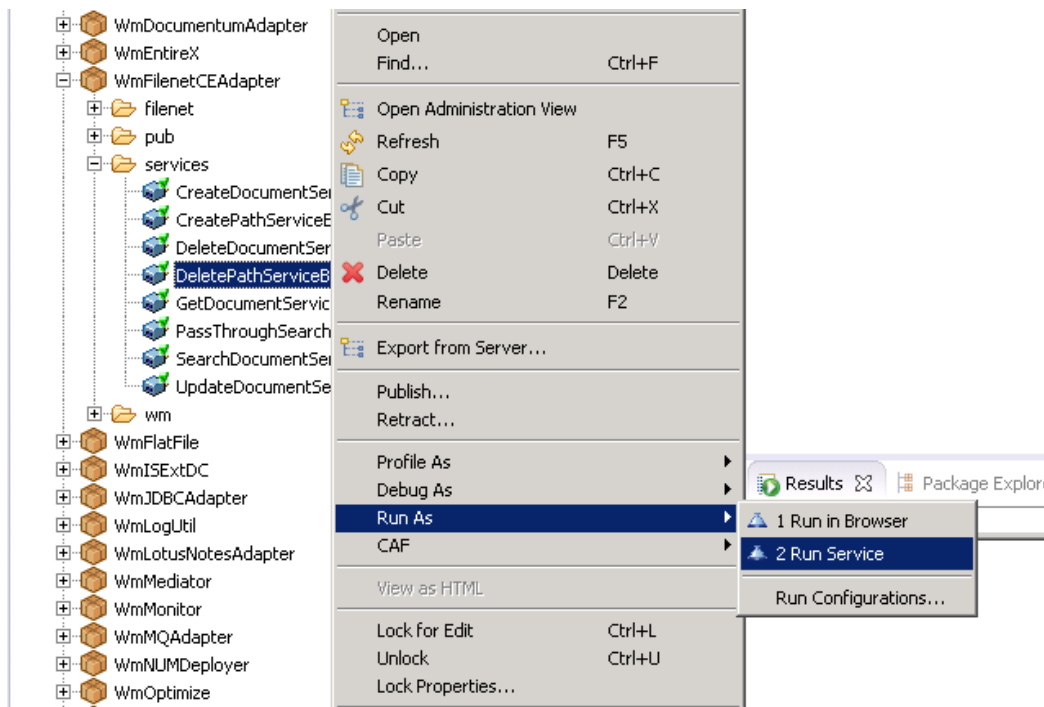 WmDocumentumAdapter
WmEntireX
WmFilenetCEAdapter
filenet
pub
services
CreateDocumentSer
CreatePathServiceB
DeleteDocumentSer
DeletePathServiceB
GetDocumentServic
PassThroughSearch
SearchDocumentSer
UpdateDocumentSe
wm
WmFlatFile
WmISExtDC
WmJDBCAdapter
WmLogUtil
WmLotusNotesAdapter
WmMediator
WmMonitor
WmMQAdapter
WmNUMDeployer
WmOptimize
Open
Find... Ctrl+F
Open Administration View
Refresh F5
Copy Ctrl+C
Cut Ctrl+X
Paste Ctrl+V
Delete Delete
Rename F2
Export from Server...
Publish...
Retract...
Profile As
Debug As
Run As
CAF
View as HTML
Lock for Edit Ctrl+L
Unlock Ctrl+U
Lock Properties...
Results Package Explore
1 Run in Browser
2 Run Service
Run Configurations...